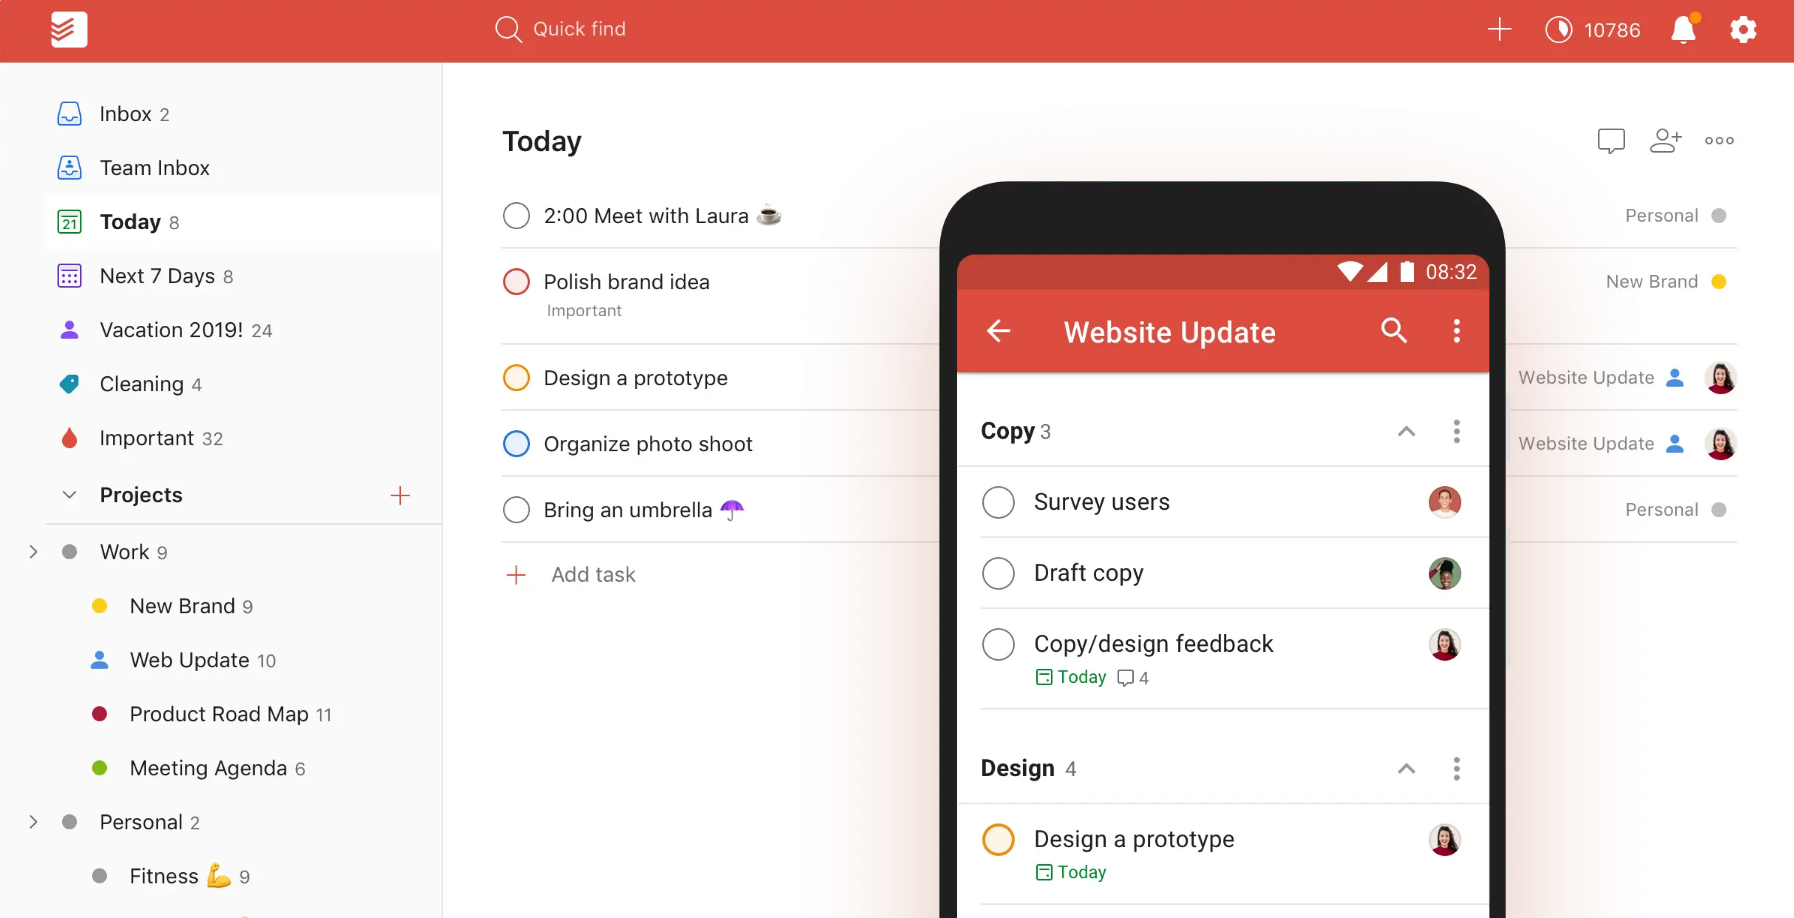 Quick find
10786
Inbox 2
Team Inbox
21 Today 8
Next 7 Days 8
Vacation 2019! 24
Cleaning 4
Important 32
Projects
Work 9
New Brand 9
Web Update 10
Product Road Map 11
Meeting Agenda 6
Personal 2
Fitness 💪 9
Today
2:00 Meet with Laura ☕
Personal
Polish brand idea
Important
New Brand
Design a prototype
Website Update
Organize photo shoot
Website Update
Bring an umbrella ☂
Personal
Add task
08:32
Website Update
Copy 3
Survey users
Draft copy
Copy/design feedback
Today 4
Design 4
Design a prototype
Today